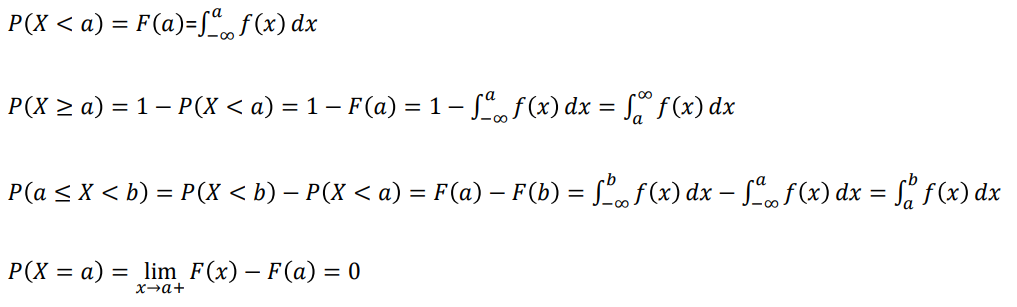 P(X < a) = F(a)=∫_{−∞}^{a} f(x) dx
P(X ≥ a) = 1 − P(X < a) = 1 − F(a) = 1 − ∫_{−∞}^{a} f(x) dx = ∫_{a}^{∞} f(x) dx
P(a ≤ X < b) = P(X < b) − P(X < a) = F(a) − F(b) = ∫_{−∞}^{b} f(x) dx − ∫_{−∞}^{a} f(x) dx = ∫_{a}^{b} f(x) dx
P(X = a) = lim_{x→a+} F(x) − F(a) = 0